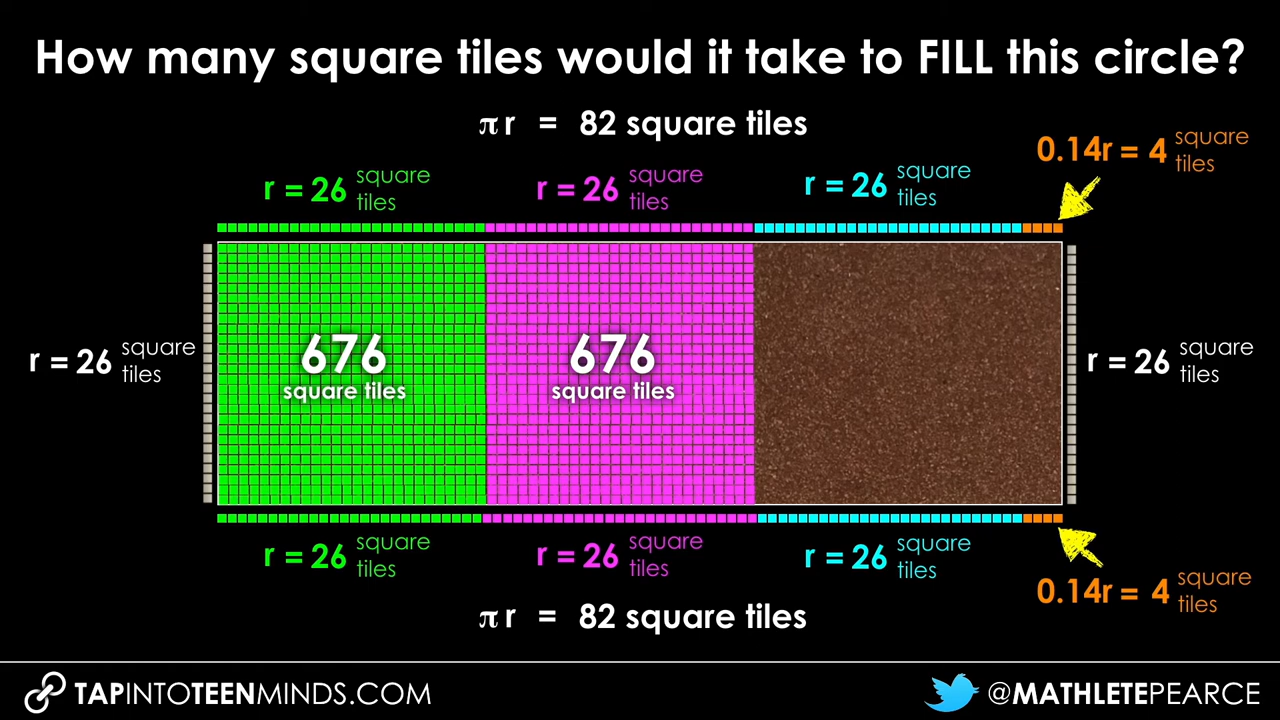 How many square tiles would it take to FILL this circle?
πr = 82 square tiles
0.14r = 4 square tiles
r = 26 square tiles
r = 26 square tiles
r = 26 square tiles
r = 26 square tiles
676
square tiles
676
square tiles
r = 26 square tiles
r = 26 square tiles
r = 26 square tiles
r = 26 square tiles
0.14r = 4 square tiles
πr = 82 square tiles
TAPINTOTEENMINDS.COM
@MATHLETEPEARCE